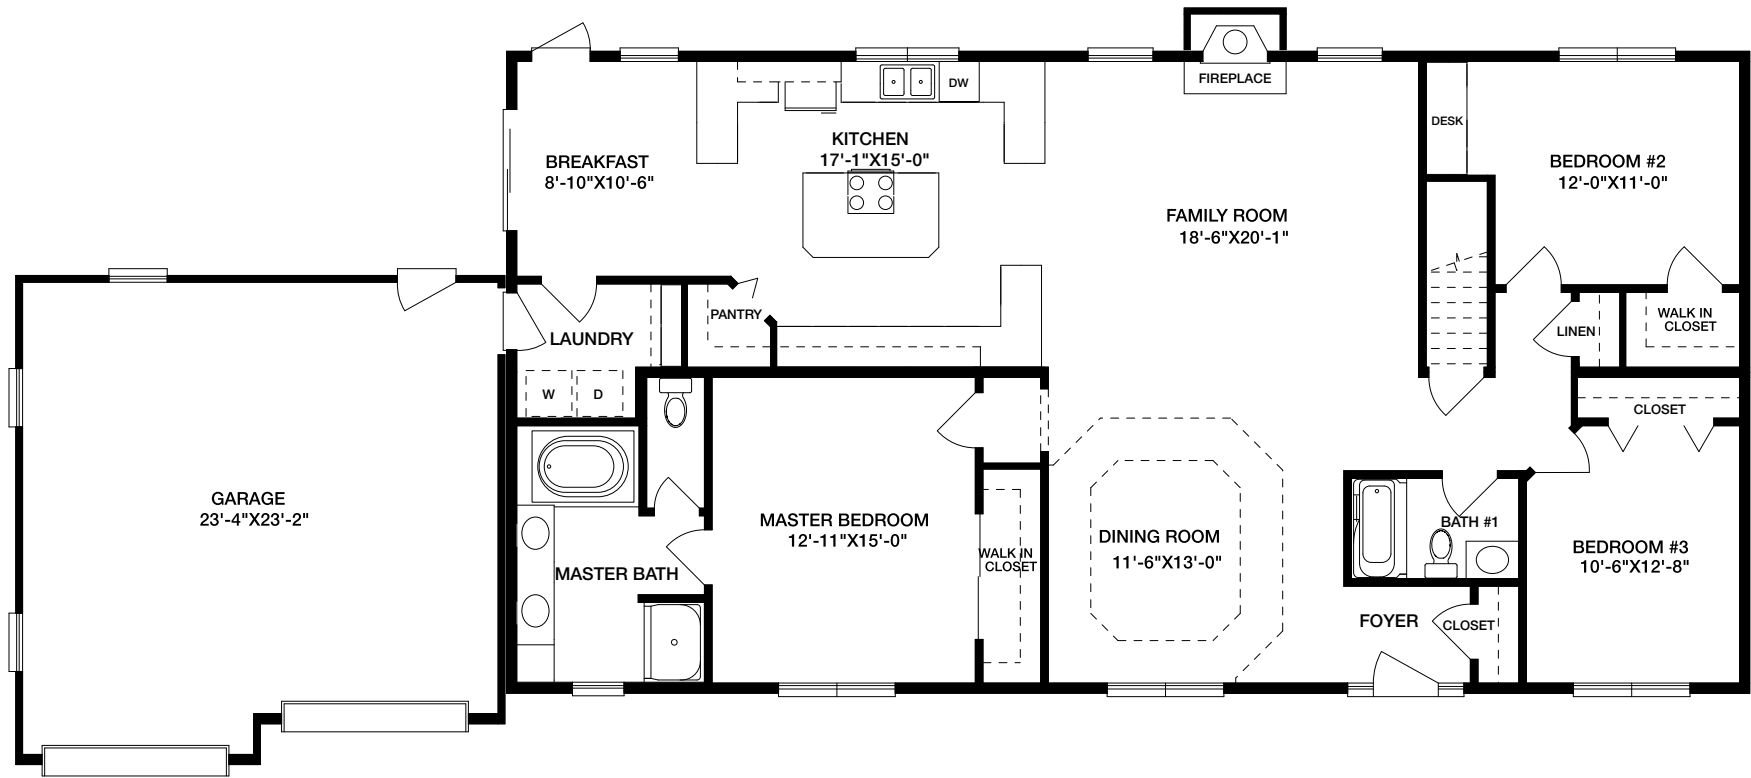 FIREPLACE
DW
DESK
KITCHEN
17'-1"X15'-0"
BREAKFAST
8'-10"X10'-6"
BEDROOM #2
12'-0"X11'-0"
FAMILY ROOM
18'-6"X20'-1"
PANTRY
LAUNDRY
WALK IN
CLOSET
LINEN
W
D
CLOSET
GARAGE
23'-4"X23'-2"
MASTER BEDROOM
12'-11"X15'-0"
BATH #1
DINING ROOM
11'-6"X13'-0"
WALK IN
CLOSET
BEDROOM #3
10'-6"X12'-8"
MASTER BATH
FOYER
CLOSET